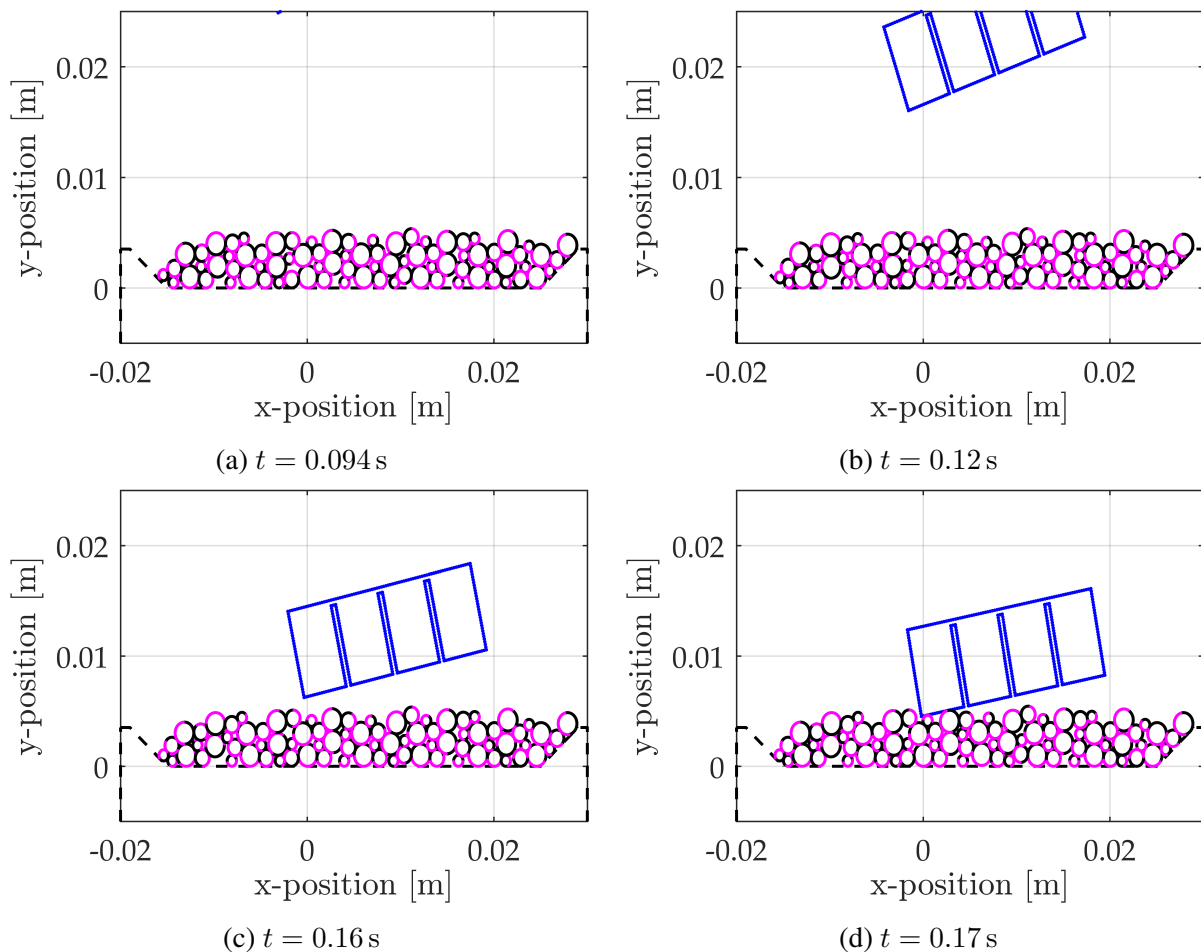 0.02
0.01
0
y-position [m]
-0.02 0 0.02
x-position [m]
(a) t = 0.094 s
0.02
0.01
0
y-position [m]
-0.02 0 0.02
x-position [m]
(b) t = 0.12 s
0.02
0.01
0
y-position [m]
-0.02 0 0.02
x-position [m]
(c) t = 0.16 s
0.02
0.01
0
y-position [m]
-0.02 0 0.02
x-position [m]
(d) t = 0.17 s